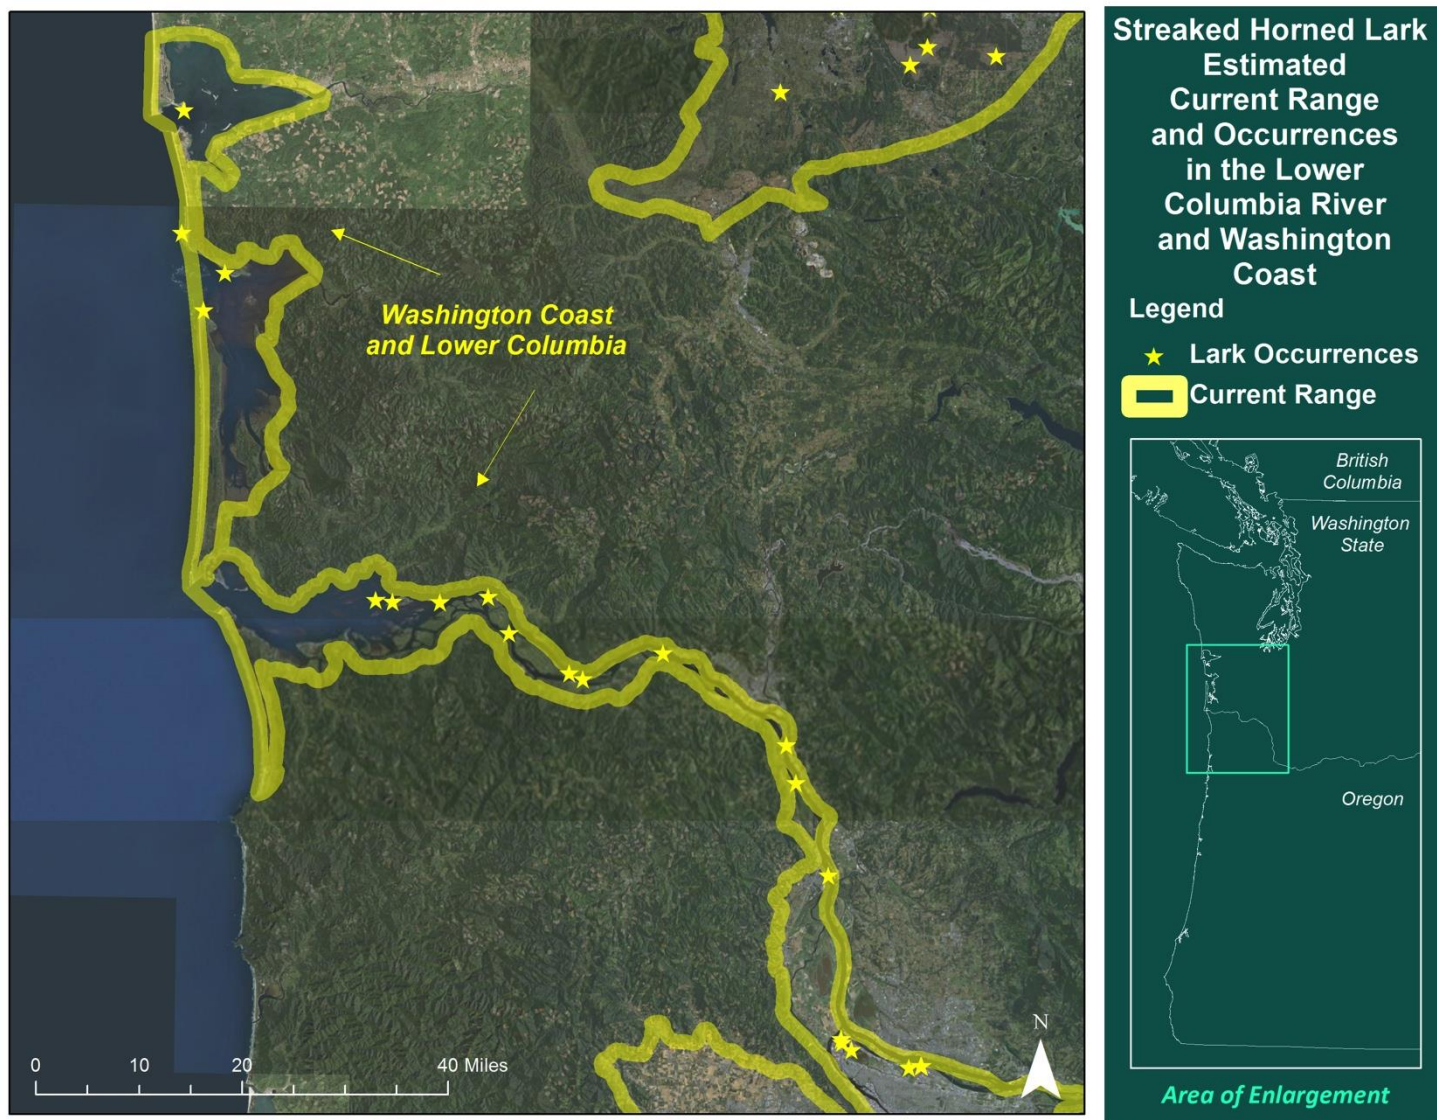 Streaked Horned Lark
Estimated
Current Range
and Occurrences
in the Lower
Columbia River
and Washington
Coast
Legend
Lark Occurrences
Current Range
Washington Coast
and Lower Columbia
British
Columbia
Washington
State
Oregon
Area of Enlargement
N
0 10 20 40 Miles